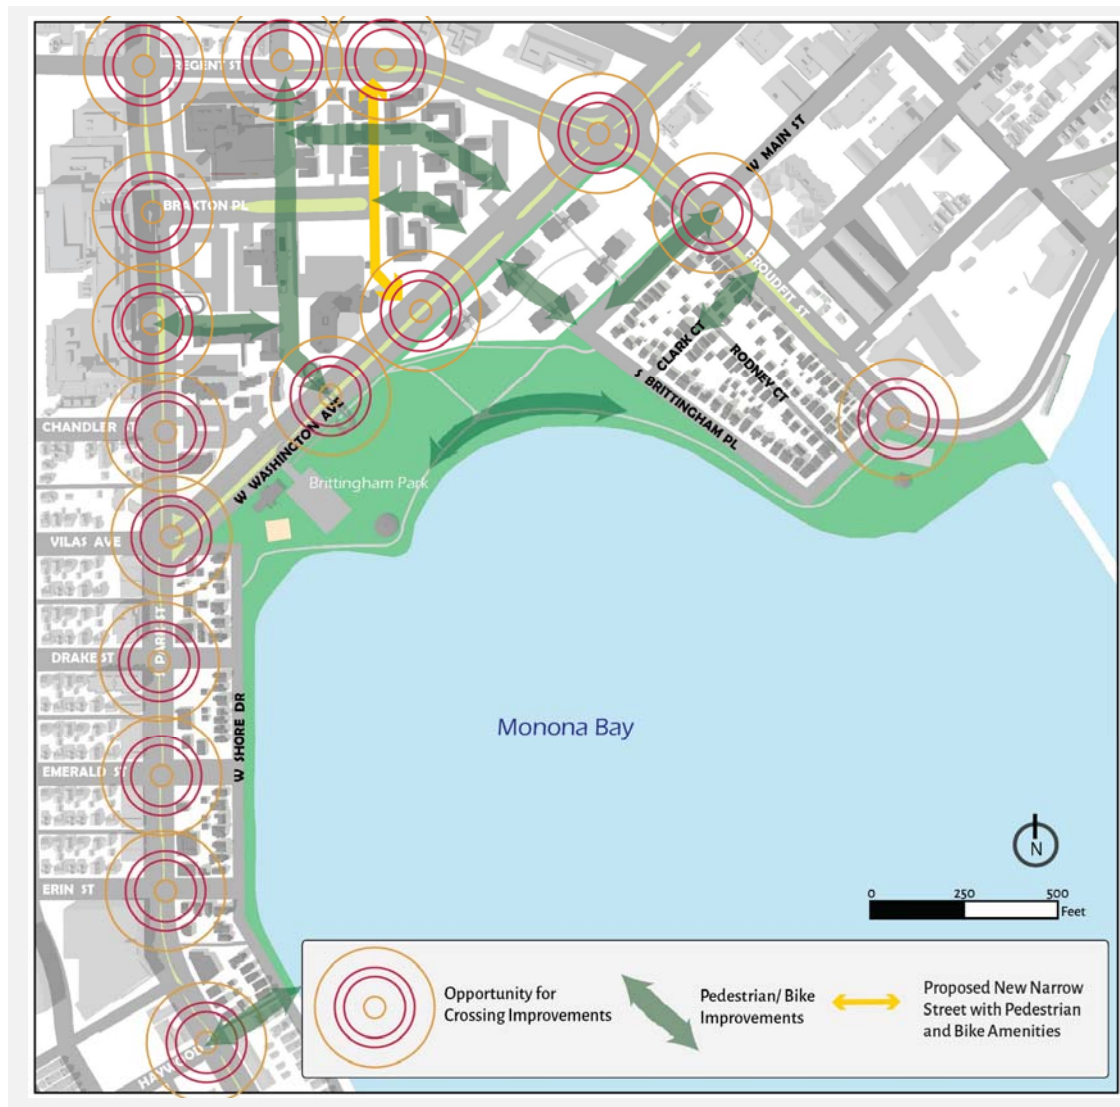 REGENT ST
W MAIN ST
BRAXTON PL
PROUDFIT ST
CLARK CT
RODNEY CT
S BRITTINGHAM PL
CHANDLER ST
W WASHINGTON AVE
Brittingham Park
VILAS AVE
PARK ST
DRAKE ST
W SHORE DR
Monona Bay
EMERALD ST
N
ERIN ST
0 250 500
Feet
Opportunity for
Crossing Improvements
Pedestrian/ Bike
Improvements
Proposed New Narrow
Street with Pedestrian
and Bike Amenities